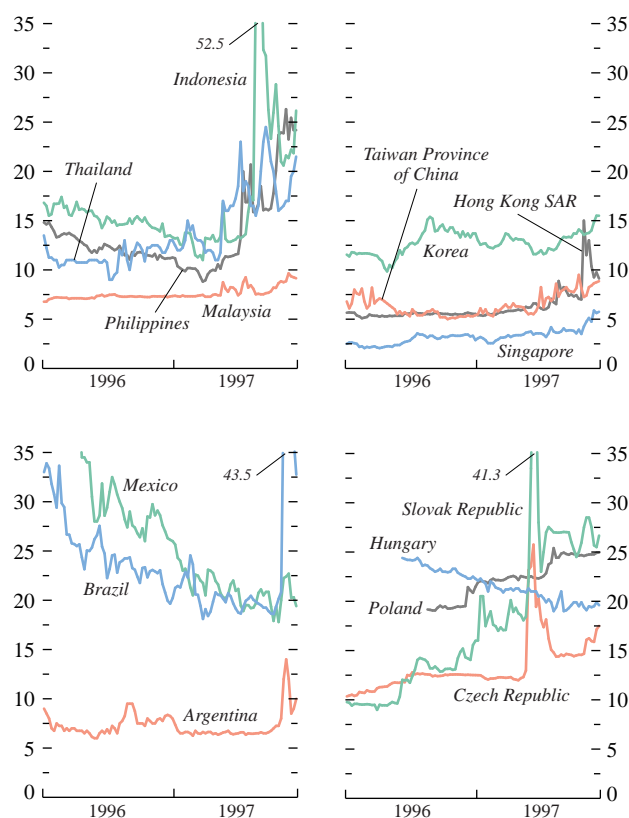 35
52.5
Indonesia
30
25
20
Thailand
15
10
Philippines
Malaysia
5
0
1996
1997
35
30
25
Taiwan Province
of China
20
Hong Kong SAR
15
Korea
10
5
Singapore
0
1996
1997
35
43.5
Mexico
30
25
Brazil
20
15
Argentina
10
5
0
1996
1997
35
41.3
Slovak Republic
30
Hungary
25
Poland
20
15
Czech Republic
10
5
0
1996
1997